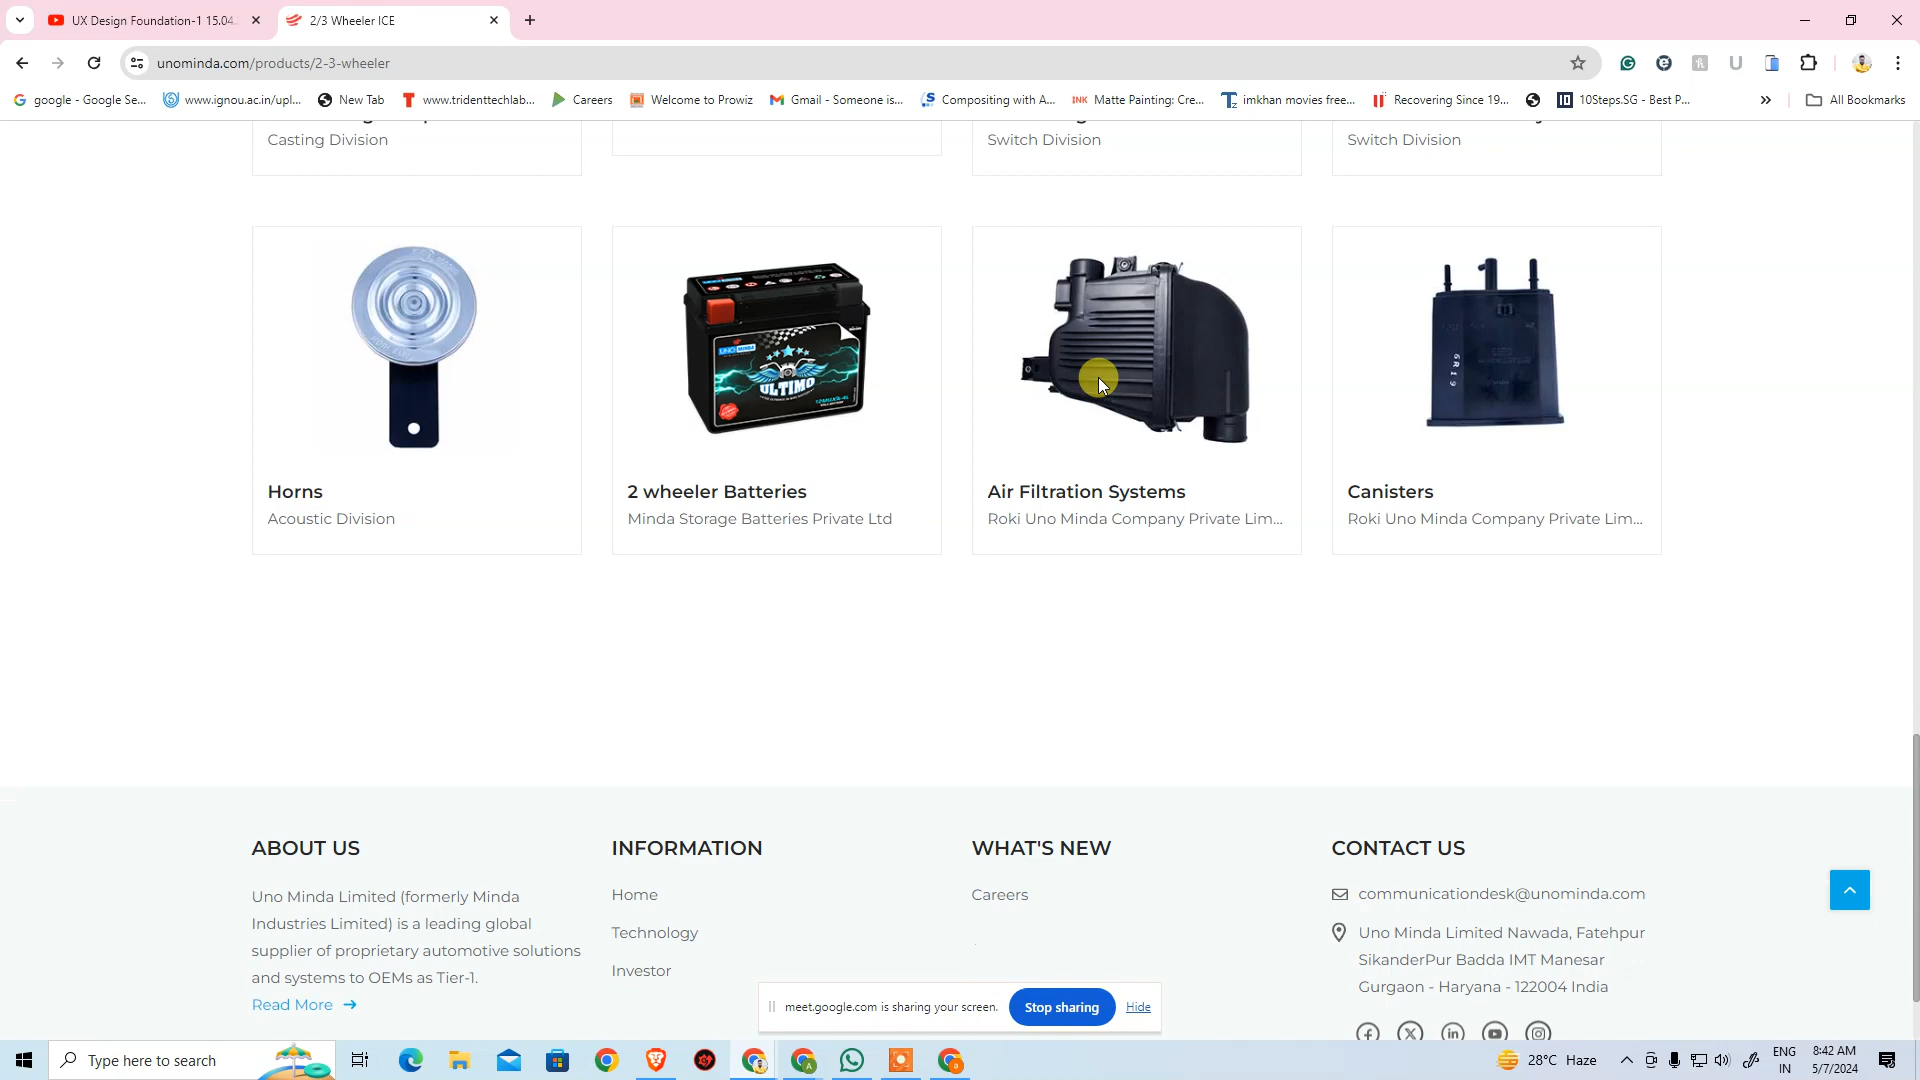 UX Design Foundation-1 15.04.
2/3 Wheeler ICE
unominda.com/products/2-3-wheeler
google - Google Se...
www.ignou.ac.in/upl...
New Tab
www.tridenttechlab...
Careers
Welcome to Prowiz
Gmail - Someone is...
Compositing with A...
INK Matte Painting: Cre...
imkhan movies free...
Recovering Since 19...
10Steps.SG - Best P...
All Bookmarks
Casting Division
Switch Division
Switch Division
UNO MINDA
ULTIMO
6R19
Horns
Acoustic Division
2 wheeler Batteries
Minda Storage Batteries Private Ltd
Air Filtration Systems
Roki Uno Minda Company Private Lim...
Canisters
Roki Uno Minda Company Private Lim...
ABOUT US
Uno Minda Limited (formerly Minda
Industries Limited) is a leading global
supplier of proprietary automotive solutions
and systems to OEMs as Tier-1.
Read More
INFORMATION
Home
Technology
Investor
WHAT'S NEW
Careers
CONTACT US
communicationdesk@unominda.com
Uno Minda Limited Nawada, Fatehpur
SikanderPur Badda IMT Manesar
Gurgaon - Haryana - 122004 India
meet.google.com is sharing your screen.
Stop sharing
Hide
Type here to search
28°C Haze
ENG
IN
8:42 AM
5/7/2024